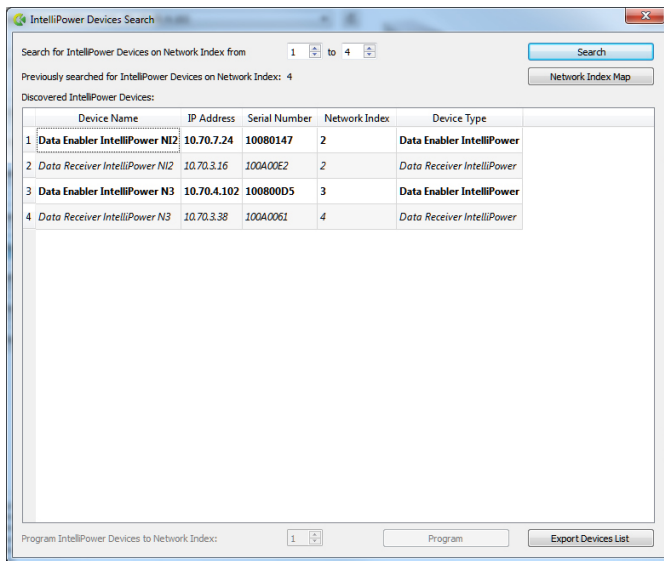 IntelliPower Devices Search
Search for IntelliPower Devices on Network Index from 1 to 4 Search
Previously searched for IntelliPower Devices on Network Index: 4 Network Index Map
Discovered IntelliPower Devices:
Device Name IP Address Serial Number Network Index Device Type
1 Data Enabler IntelliPower NI2 10.70.7.24 10080147 2 Data Enabler IntelliPower
2 Data Receiver IntelliPower NI2 10.70.3.16 100A00E2 2 Data Receiver IntelliPower
3 Data Enabler IntelliPower N3 10.70.4.102 100800D5 3 Data Enabler IntelliPower
4 Data Receiver IntelliPower N3 10.70.3.38 100A0061 4 Data Receiver IntelliPower
Program IntelliPower Devices to Network Index: 1 Program Export Devices List